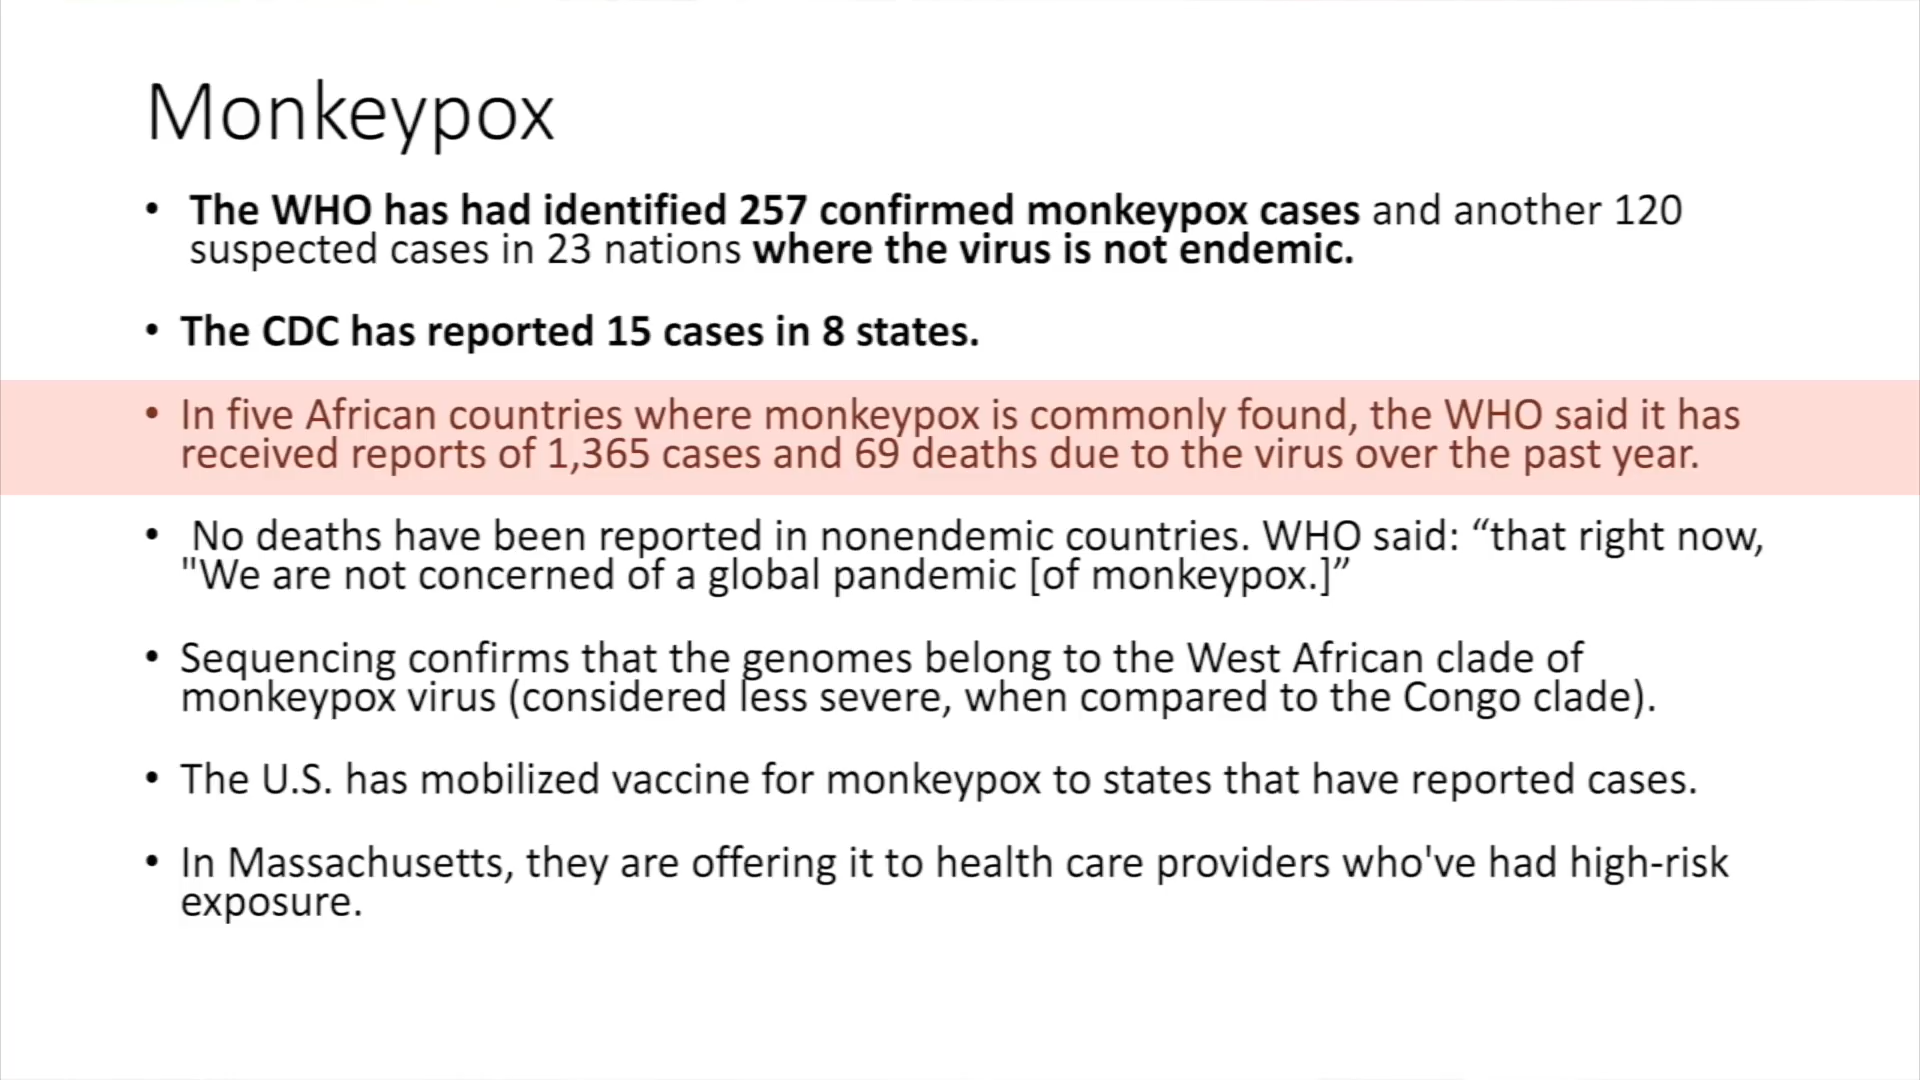 Monkeypox
• The WHO has had identified 257 confirmed monkeypox cases and another 120
suspected cases in 23 nations where the virus is not endemic.
• The CDC has reported 15 cases in 8 states.
• In five African countries where monkeypox is commonly found, the WHO said it has
received reports of 1,365 cases and 69 deaths due to the virus over the past year.
• No deaths have been reported in nonendemic countries. WHO said: “that right now,
"We are not concerned of a global pandemic [of monkeypox.]”
• Sequencing confirms that the genomes belong to the West African clade of
monkeypox virus (considered less severe, when compared to the Congo clade).
• The U.S. has mobilized vaccine for monkeypox to states that have reported cases.
• In Massachusetts, they are offering it to health care providers who've had high-risk
exposure.